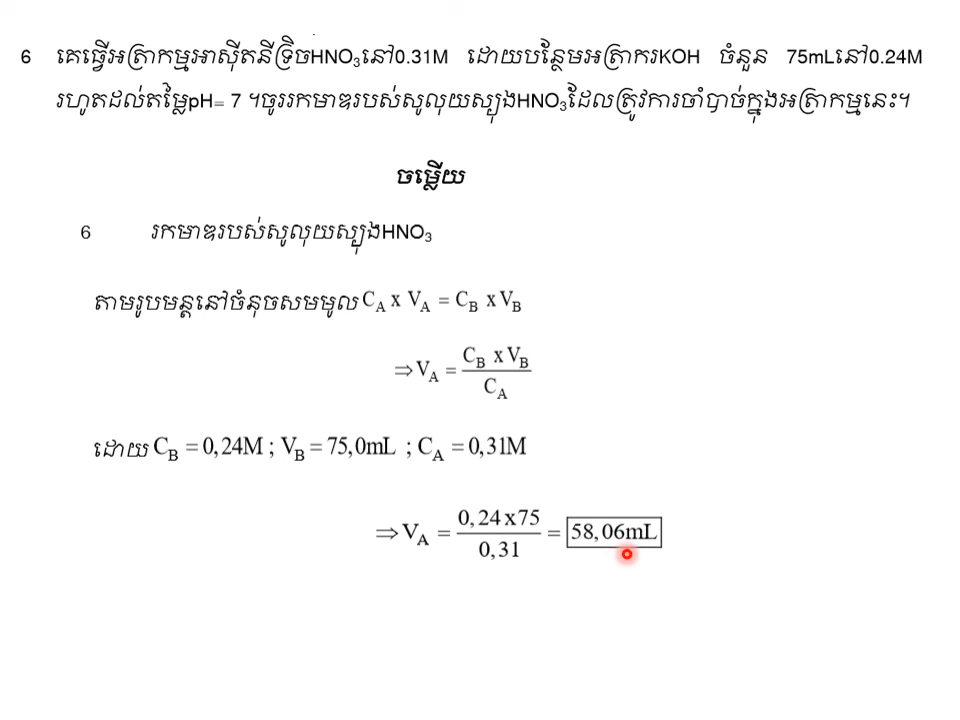 6 គេធ្វើអត្រាកម្មអាស៊ីតនីទ្រិចHNO₃នៅ0.31M ដោយបន្ថែមអត្រាករKOH ចំនួន 75mLនៅ0.24M
រហូតដល់តម្លៃpH= 7 ។ចូររកមាឌរបស់សូលុយស្យុងHNO₃ដែលត្រូវការចាំបាច់ក្នុងអត្រាកម្មនេះ។
ចម្លើយ
6 រកមាឌរបស់សូលុយស្យុងHNO₃
តាមរូបមន្តនៅចំនុចសមមូល C_A x V_A = C_B x V_B
⇒ V_A = (C_B x V_B) / C_A
ដោយ C_B = 0,24M ; V_B = 75,0mL ; C_A = 0,31M
⇒ V_A = (0,24x75) / 0,31 = 58,06mL